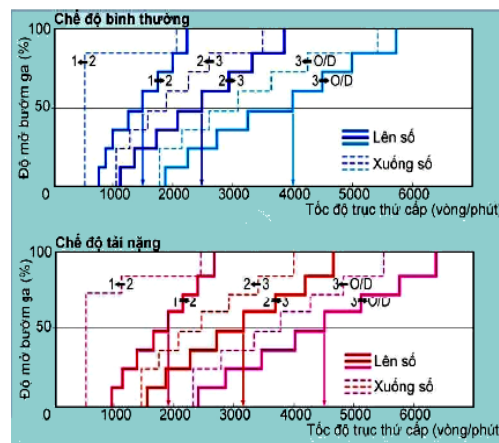 Chế độ bình thường
Độ mở bướm ga (%)
100
50
1 2
1 2
2 3
2 3
3 O/D
3 O/D
Lên số
Xuống số
0
1000 2000 3000 4000 5000 6000
Tốc độ trục thứ cấp (vòng/phút)
Chế độ tải nặng
Độ mở bướm ga (%)
100
50
1 2
1 2
2 3
2 3
3 O/D
3 O/D
Lên số
Xuống số
0
1000 2000 3000 4000 5000 6000
Tốc độ trục thứ cấp (vòng/phút)